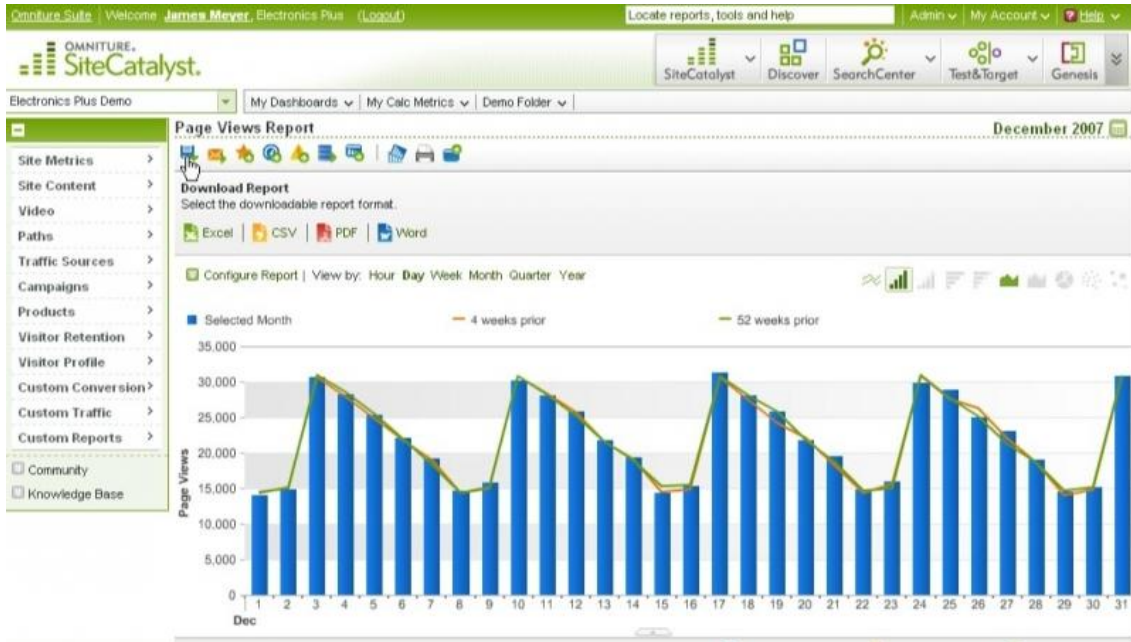 Omniture Suite | Welcome James Meyer, Electronics Plus (Logout) Locate reports, tools and help Admin | My Account | Help
OMNITURE.
SiteCatalyst.
SiteCatalyst Discover SearchCenter Test&Target Genesis
Electronics Plus Demo My Dashboards | My Calc Metrics | Demo Folder
Page Views Report December 2007
Site Metrics
Site Content
Video
Paths
Traffic Sources
Campaigns
Products
Visitor Retention
Visitor Profile
Custom Conversion
Custom Traffic
Custom Reports
Community
Knowledge Base
Download Report
Select the downloadable report format.
Excel | CSV | PDF | Word
Configure Report | View by: Hour Day Week Month Quarter Year
Selected Month 4 weeks prior 52 weeks prior
35,000
30,000
25,000
20,000
15,000
10,000
5,000
0
Page Views
1 2 3 4 5 6 7 8 9 10 11 12 13 14 15 16 17 18 19 20 21 22 23 24 25 26 27 28 29 30 31
Dec